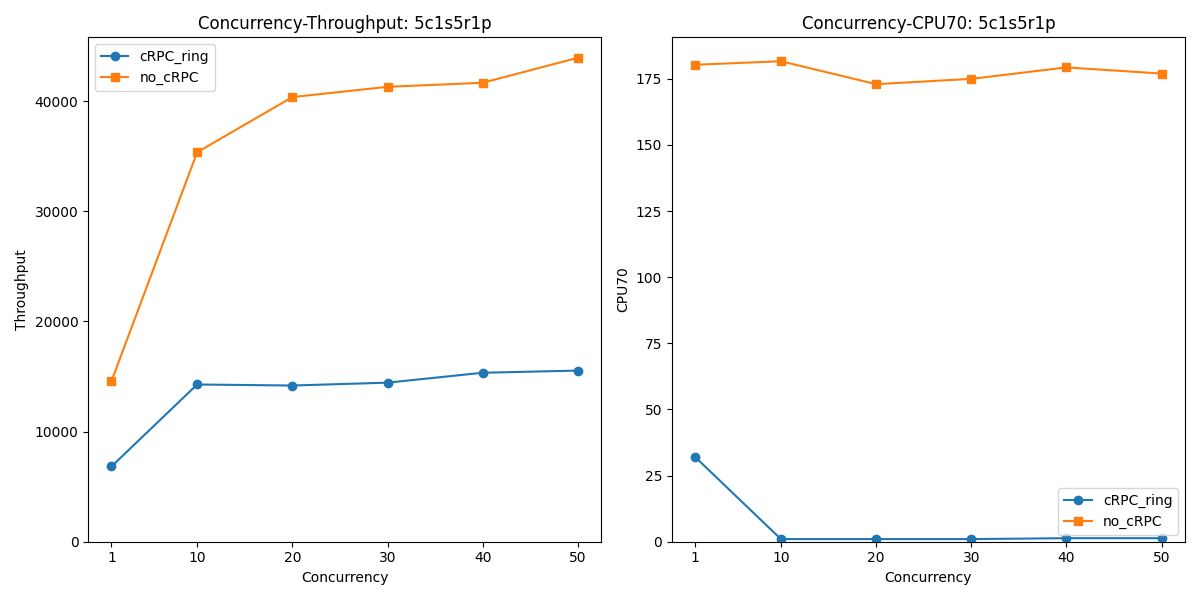 Concurrency-Throughput: 5c1s5r1p
cRPC_ring
no_cRPC
Throughput
40000
30000
20000
10000
0
1 10 20 30 40 50
Concurrency
Concurrency-CPU70: 5c1s5r1p
CPU70
175
150
125
100
75
50
25
0
cRPC_ring
no_cRPC
1 10 20 30 40 50
Concurrency